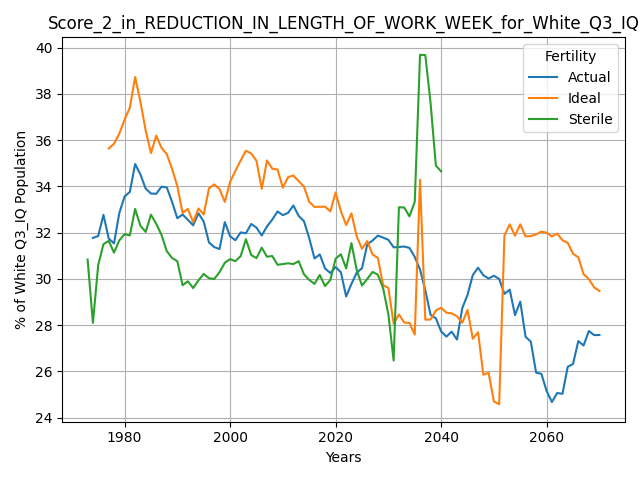 Score_2_in_REDUCTION_IN_LENGTH_OF_WORK_WEEK_for_White_Q3_IQ
40
38
36
34
32
30
28
26
24
% of White Q3_IQ Population
Fertility
Actual
Ideal
Sterile
1980
2000
2020
2040
2060
Years